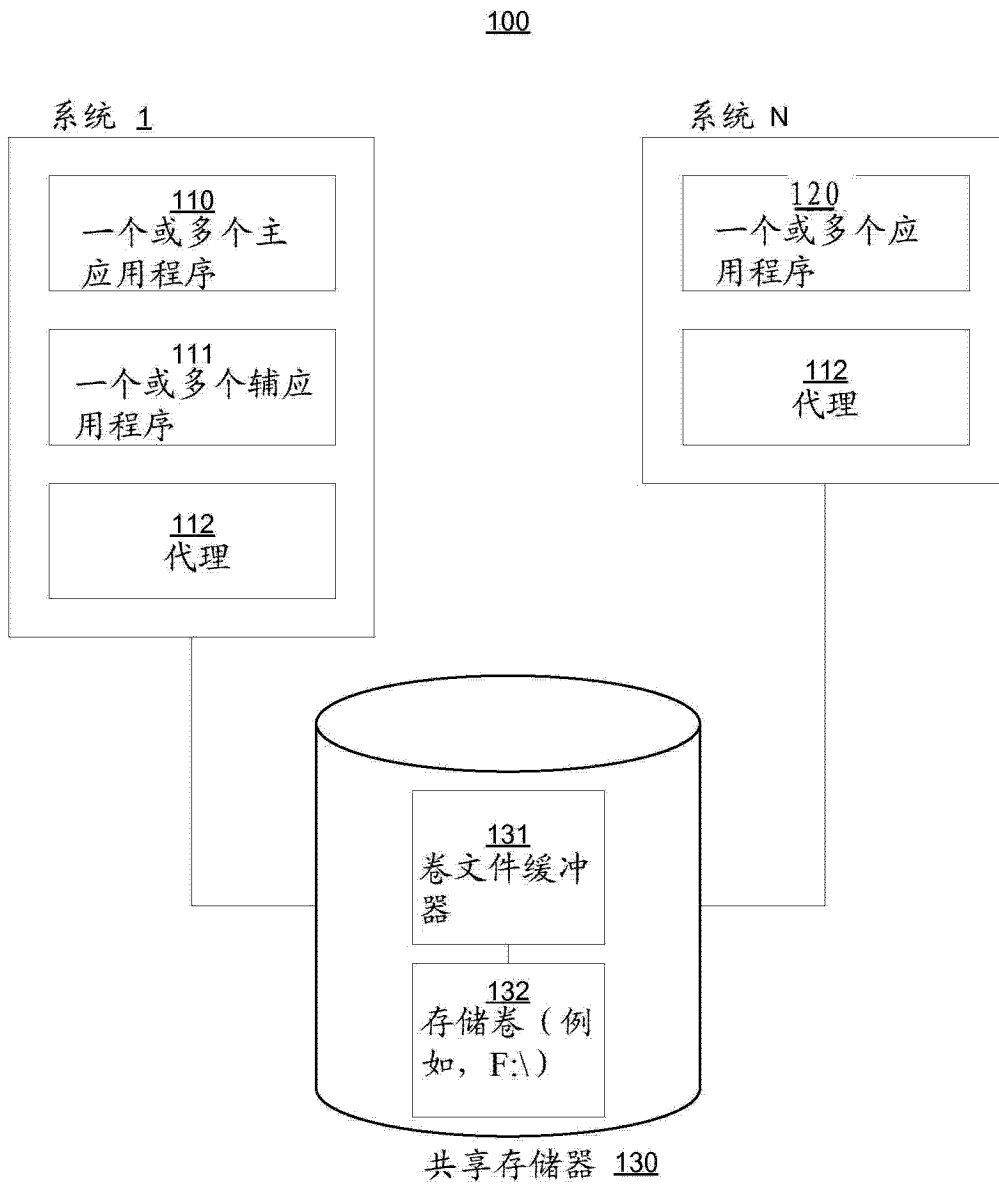 100
系统 1
110
一个或多个主
应用程序
111
一个或多个辅应
用程序
112
代理
系统 N
120
一个或多个应
用程序
112
代理
131
卷文件缓冲
器
132
存储卷（例
如，F:\）
共享存储器 130